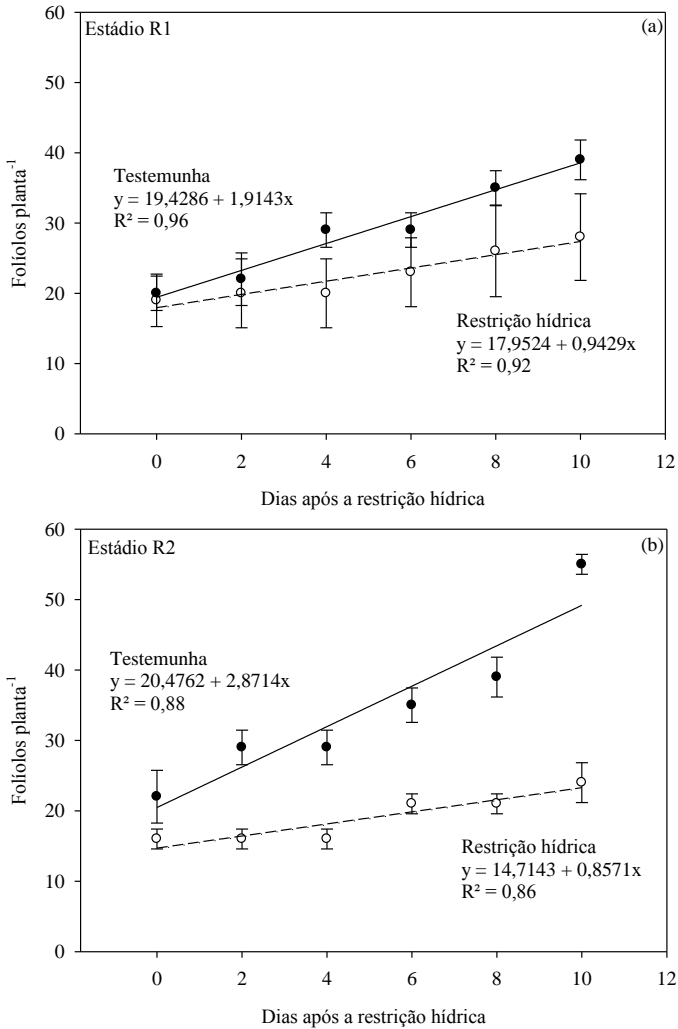 Estádio R1
(a)
60
50
40
30
20
10
0
Folíolos planta⁻¹
Testemunha
y = 19,4286 + 1,9143x
R² = 0,96
Restrição hídrica
y = 17,9524 + 0,9429x
R² = 0,92
0 2 4 6 8 10 12
Dias após a restrição hídrica
Estádio R2
(b)
60
50
40
30
20
10
0
Folíolos planta⁻¹
Testemunha
y = 20,4762 + 2,8714x
R² = 0,88
Restrição hídrica
y = 14,7143 + 0,8571x
R² = 0,86
0 2 4 6 8 10 12
Dias após a restrição hídrica